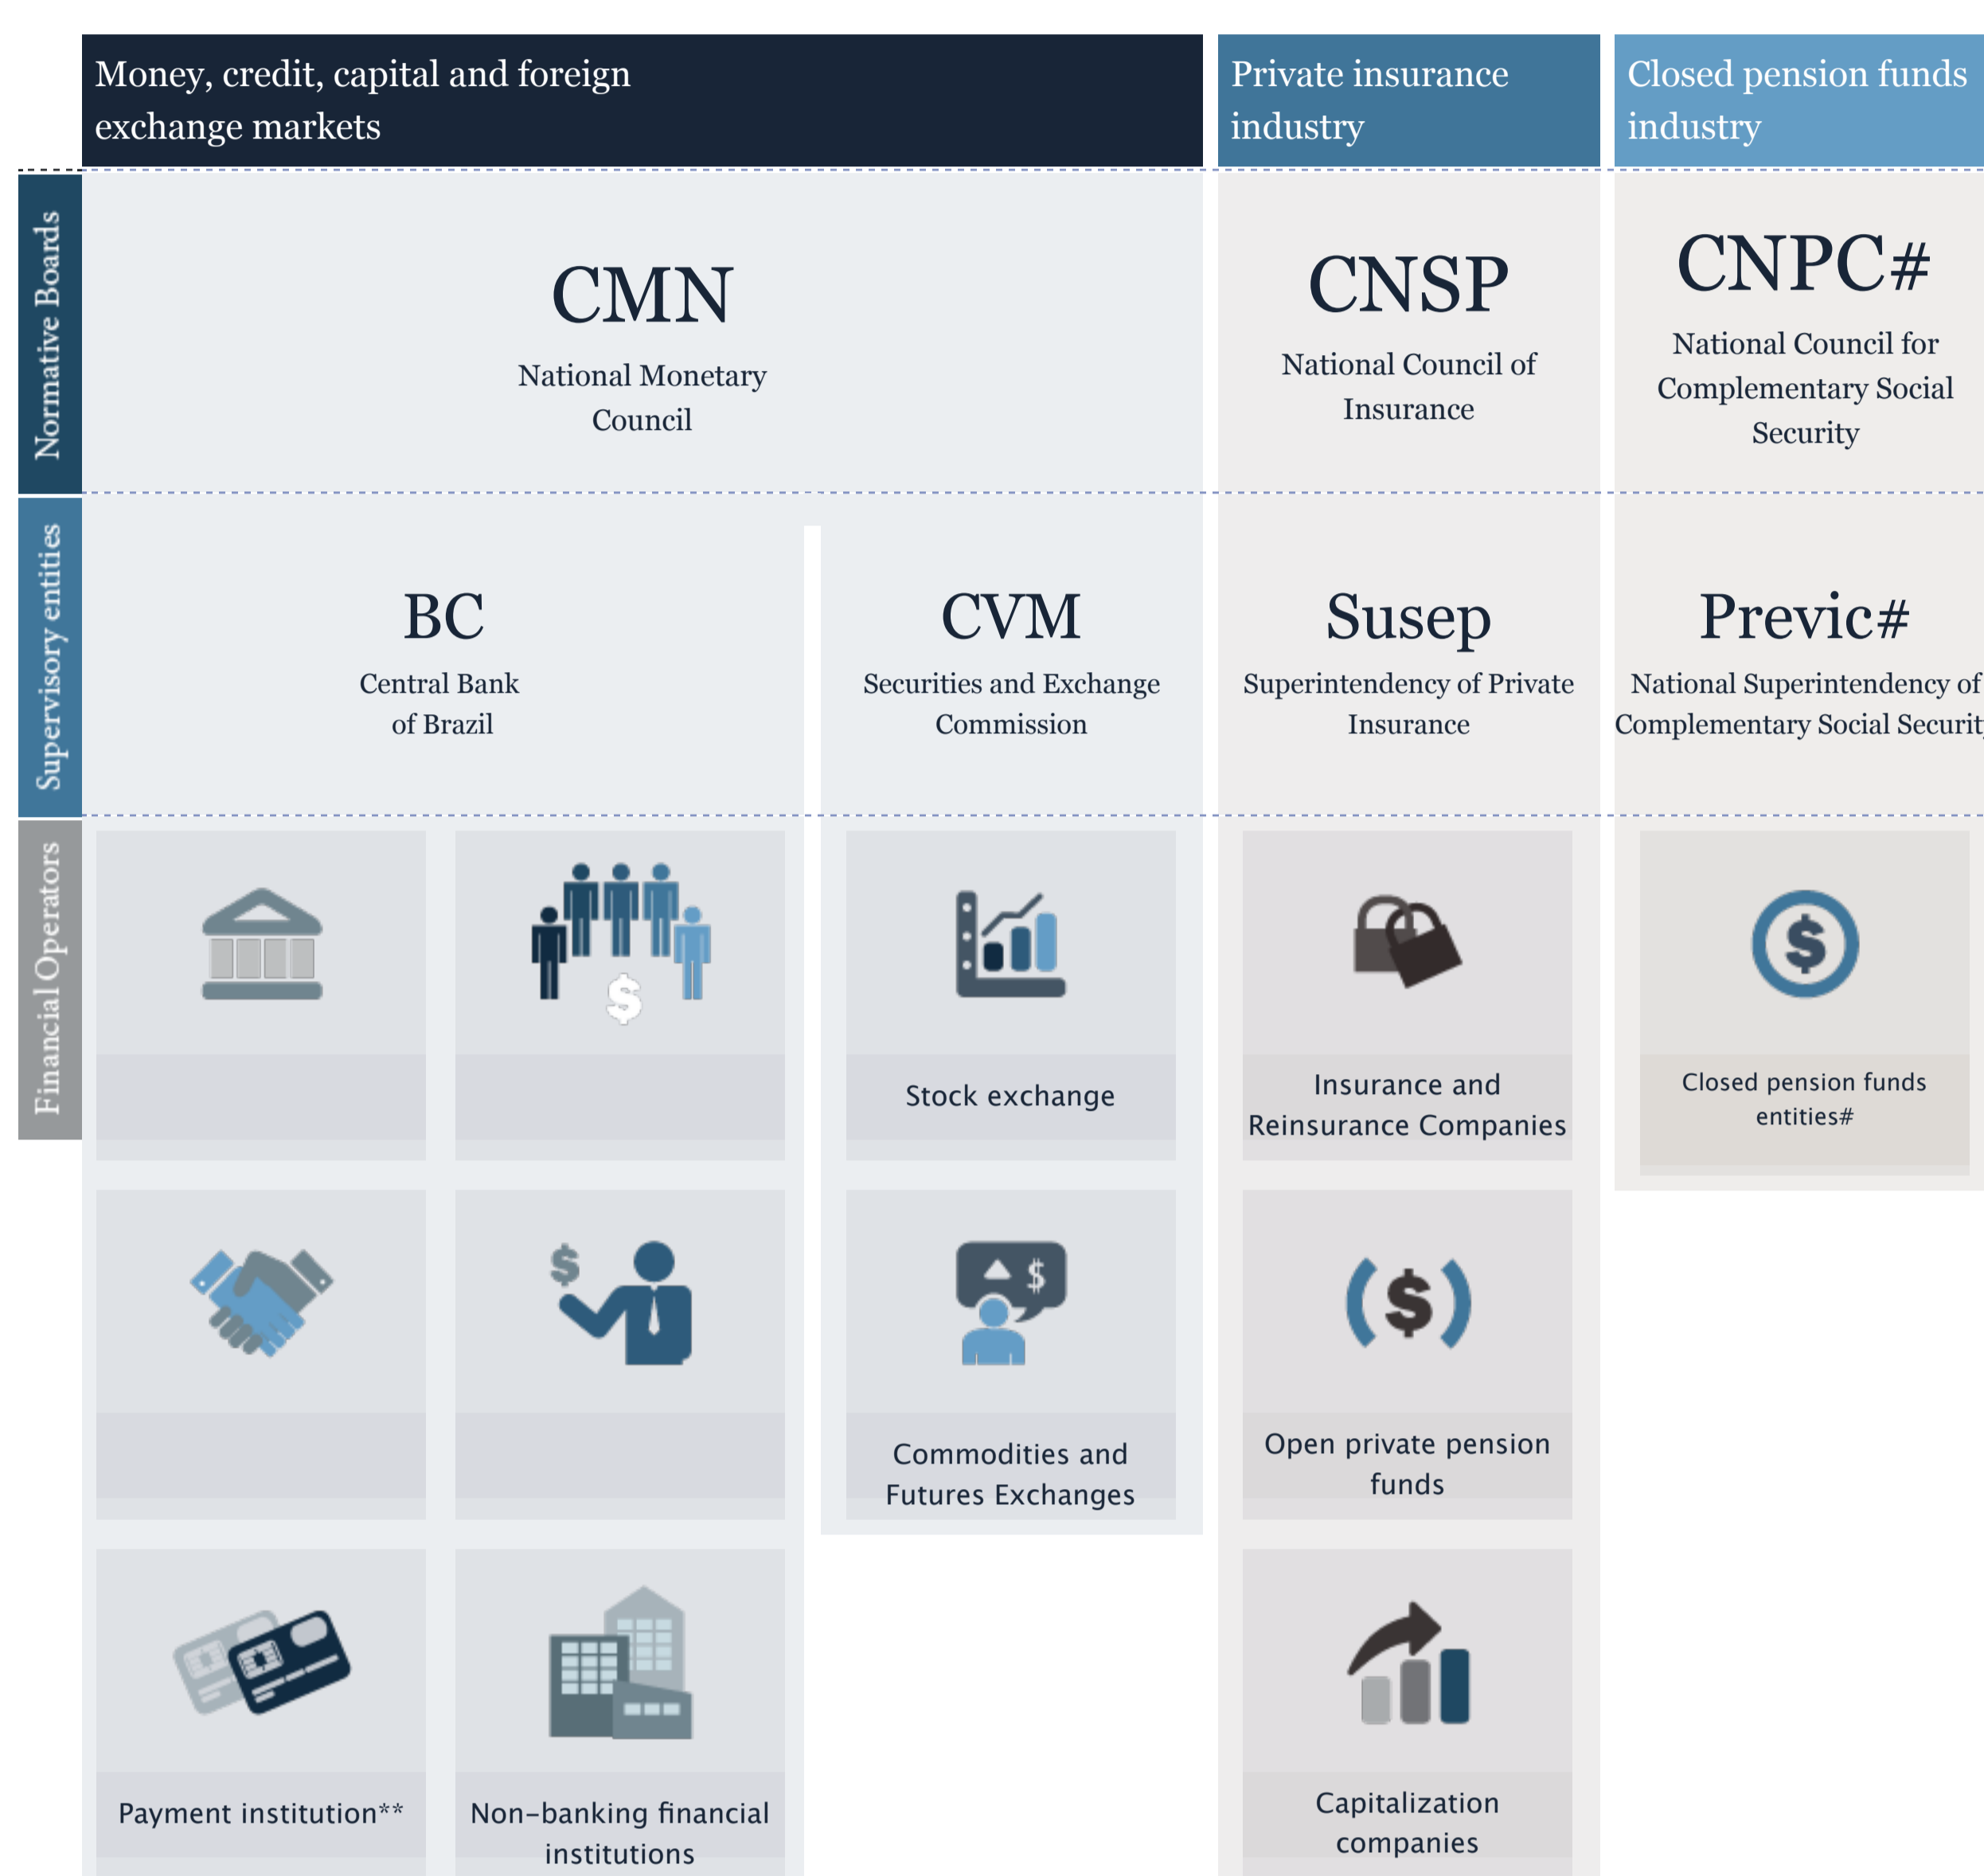 Money, credit, capital and foreign
exchange markets
Private insurance
industry
Closed pension funds
industry
Normative Boards
CMN
National Monetary
Council
CNSP
National Council of
Insurance
CNPC#
National Council for
Complementary Social
Security
Supervisory entities
BC
Central Bank
of Brazil
CVM
Securities and Exchange
Commission
Susep
Superintendency of Private
Insurance
Previc#
National Superintendency of
Complementary Social Securit
Financial Operators
$
Stock exchange
Insurance and
Reinsurance Companies
$
Closed pension funds
entities#
$
$
Commodities and
Futures Exchanges
($)
Open private pension
funds
Payment institution**
Non-banking financial
institutions
Capitalization
companies